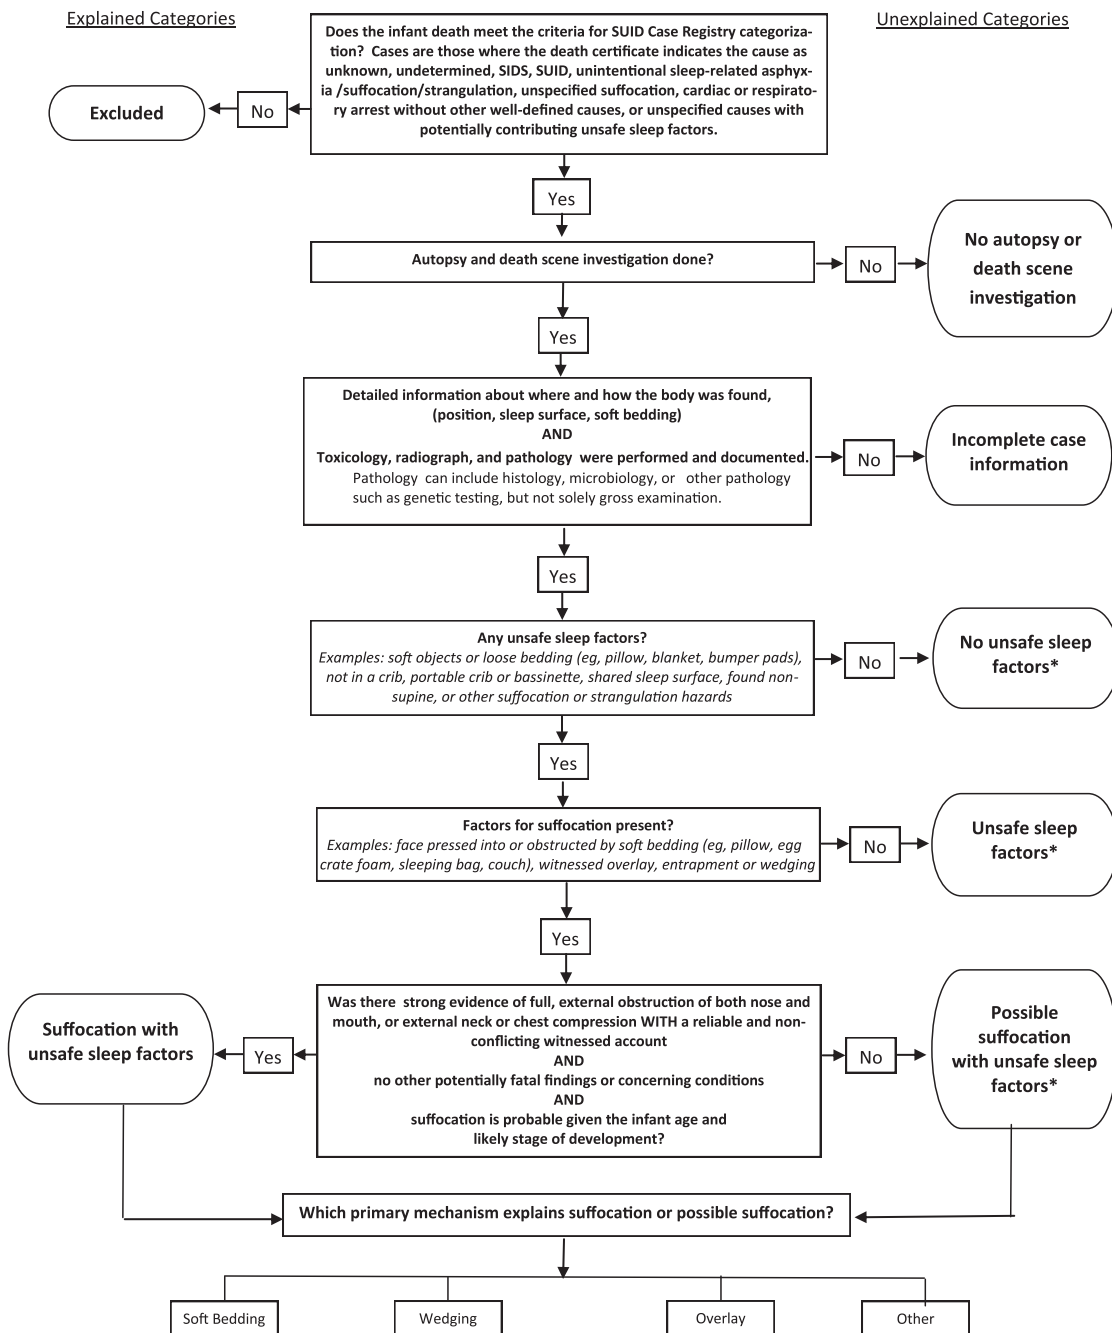 Explained Categories
Unexplained Categories
Does the infant death meet the criteria for SUID Case Registry categoriza-
tion?  Cases are those where the death certificate indicates the cause as
unknown, undetermined, SIDS, SUID, unintentional sleep-related asphyx-
ia /suffocation/strangulation, unspecified suffocation, cardiac or respirato-
ry arrest without other well-defined causes, or unspecified causes with
potentially contributing unsafe sleep factors.
No
Excluded
Yes
Autopsy and death scene investigation done?
No
No autopsy or
death scene
investigation
Yes
Detailed information about where and how the body was found,
(position, sleep surface, soft bedding)
AND
Toxicology, radiograph, and pathology  were performed and documented.
Pathology  can include histology, microbiology, or  other pathology
such as genetic testing, but not solely gross examination.
No
Incomplete case
information
Yes
Any unsafe sleep factors?
Examples: soft objects or loose bedding (eg, pillow, blanket, bumper pads),
not in a crib, portable crib or bassinette, shared sleep surface, found non-
supine, or other suffocation or strangulation hazards
No
No unsafe sleep
factors*
Yes
Factors for suffocation present?
Examples: face pressed into or obstructed by soft bedding (eg, pillow, egg
crate foam, sleeping bag, couch), witnessed overlay, entrapment or wedging
No
Unsafe sleep
factors*
Yes
Was there  strong evidence of full, external obstruction of both nose and
mouth, or external neck or chest compression WITH a reliable and non-
conflicting witnessed account
AND
no other potentially fatal findings or concerning conditions
AND
suffocation is probable given the infant age and
likely stage of development?
Yes
Suffocation with
unsafe sleep factors
No
Possible
suffocation
with unsafe sleep
factors*
Which primary mechanism explains suffocation or possible suffocation?
Soft Bedding
Wedging
Overlay
Other